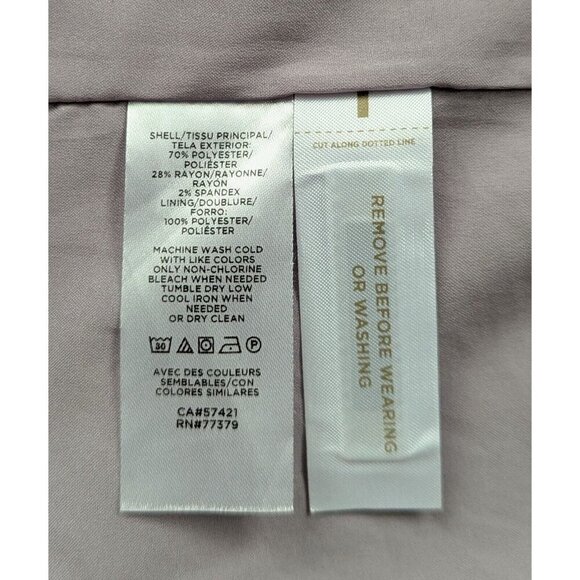 SHELL/TISSU PRINCIPAL/
TELA EXTERIOR:
70% POLYESTER/
POLIÉSTER
28% RAYON/RAYONNE/
RAYON
2% SPANDEX
LINING/DOUBLURE/
FORRO:
100% POLYESTER/
POLIÉSTER
MACHINE WASH COLD
WITH LIKE COLORS
ONLY NON-CHLORINE
BLEACH WHEN NEEDED
TUMBLE DRY LOW
COOL IRON WHEN
NEEDED
OR DRY CLEAN
30 P
AVEC DES COULEURS
SEMBLABLES/CON
COLORES SIMILARES
CA#57421
RN#77379
CUT ALONG DOTTED LINE
REMOVE BEFORE WEARING
OR WASHING